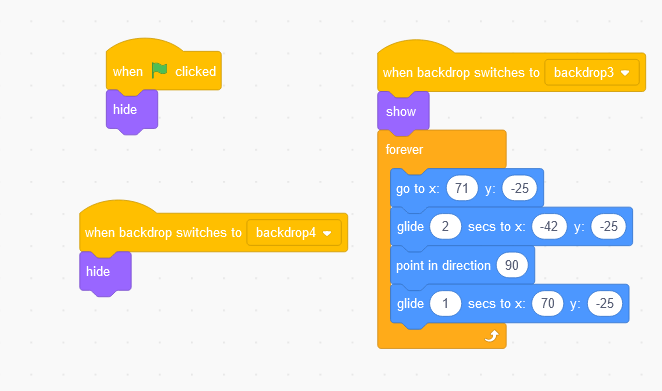 when clicked
hide
when backdrop switches to backdrop4
hide
when backdrop switches to backdrop3
show
forever
go to x: 71 y: -25
glide 2 secs to x: -42 y: -25
point in direction 90
glide 1 secs to x: 70 y: -25